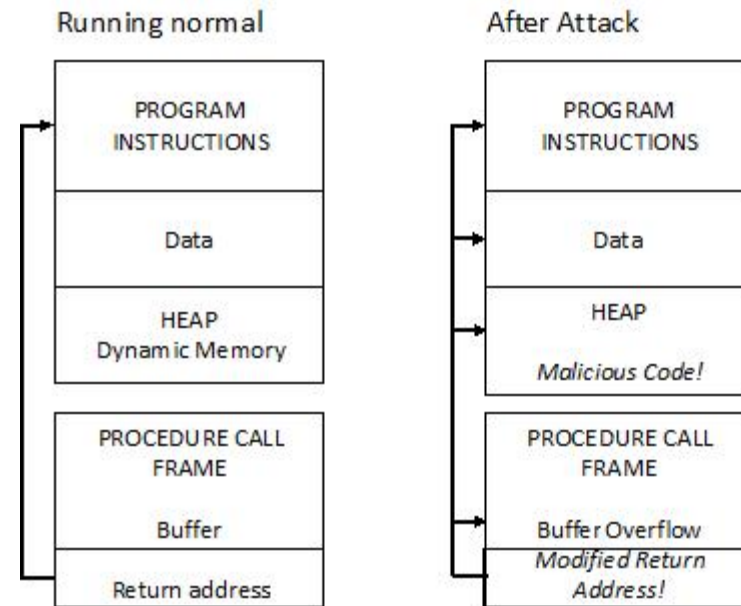 Running normal
PROGRAM
INSTRUCTIONS
Data
HEAP
Dynamic Memory
PROCEDURE CALL
FRAME
Buffer
Return address
After Attack
PROGRAM
INSTRUCTIONS
Data
HEAP
Malicious Code!
PROCEDURE CALL
FRAME
Buffer Overflow
Modified Return
Address!